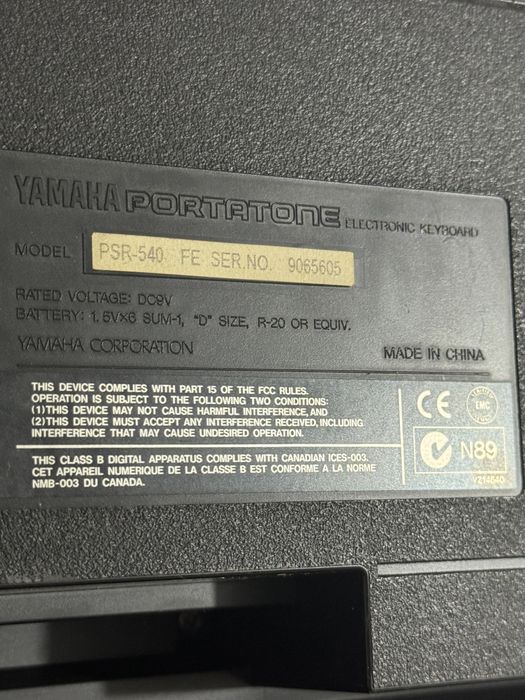 YAMAHA PORTATONE ELECTRONIC KEYBOARD
MODEL PSR-540 FE SER.NO. 9065605
RATED VOLTAGE: DC9V
BATTERY: 1.5V×6 SUM-1, "D" SIZE, R-20 OR EQUIV.
YAMAHA CORPORATION MADE IN CHINA
THIS DEVICE COMPLIES WITH PART 15 OF THE FCC RULES.
OPERATION IS SUBJECT TO THE FOLLOWING TWO CONDITIONS:
(1)THIS DEVICE MAY NOT CAUSE HARMFUL INTERFERENCE, AND
(2)THIS DEVICE MUST ACCEPT ANY INTERFERENCE RECEIVED, INCLUDING
INTERFERENCE THAT MAY CAUSE UNDESIRED OPERATION.
THIS CLASS B DIGITAL APPARATUS COMPLIES WITH CANADIAN ICES-003.
CET APPAREIL NUMERIQUE DE LA CLASSE B EST CONFORME A LA NORME
NMB-003 DU CANADA.
CE
EMC
N89